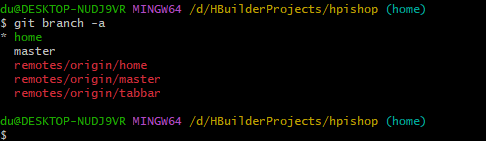 du@DESKTOP-NUDJ9VR MINGW64 /d/HBuilderProjects/hpishop (home)
$ git branch -a
* home
  master
  remotes/origin/home
  remotes/origin/master
  remotes/origin/tabbar
du@DESKTOP-NUDJ9VR MINGW64 /d/HBuilderProjects/hpishop (home)
$